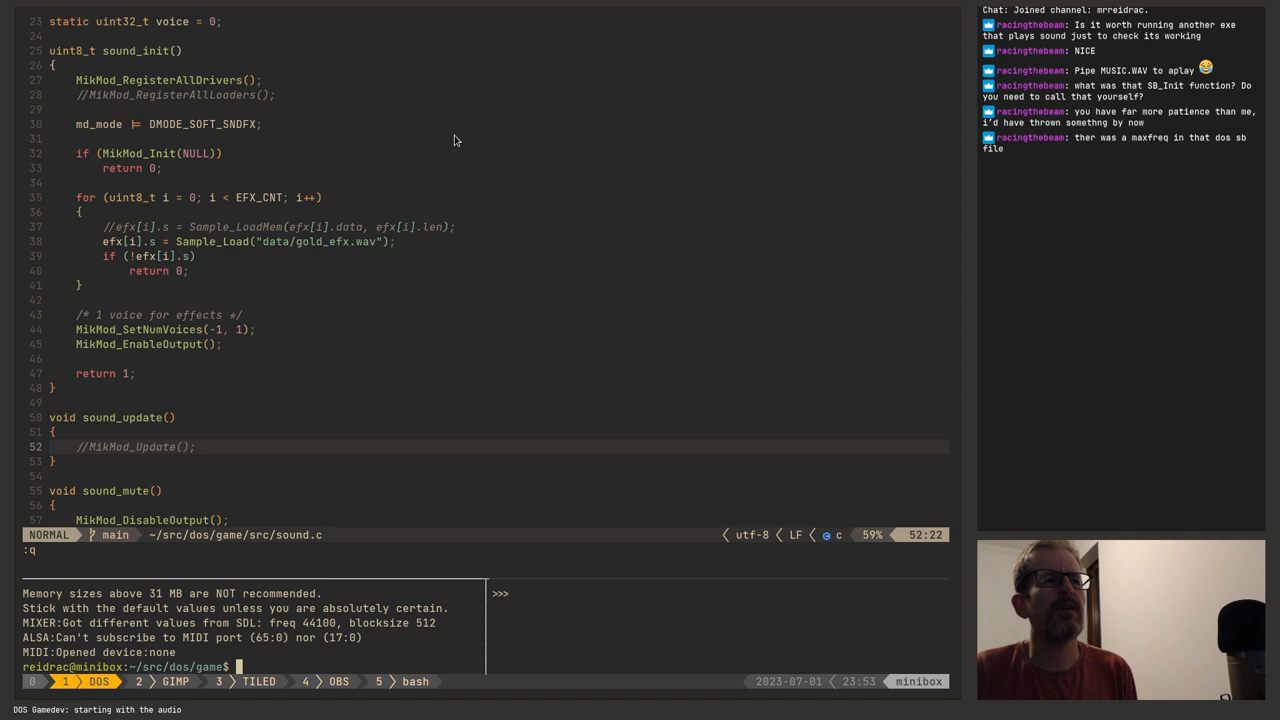 23 static uint32_t voice = 0;
24
25 uint8_t sound_init()
26 {
27 MikMod_RegisterAllDrivers();
28 //MikMod_RegisterAllLoaders();
29
30 md_mode |= DMODE_SOFT_SNDFX;
31
32 if (MikMod_Init(NULL))
33 return 0;
34
35 for (uint8_t i = 0; i < EFX_CNT; i++)
36 {
37 //efx[i].s = Sample_LoadMem(efx[i].data, efx[i].len);
38 efx[i].s = Sample_Load("data/gold_efx.wav");
39 if (!efx[i].s)
40 return 0;
41 }
42
43 /* 1 voice for effects */
44 MikMod_SetNumVoices(-1, 1);
45 MikMod_EnableOutput();
46
47 return 1;
48 }
49
50 void sound_update()
51 {
52 //MikMod_Update();
53 }
54
55 void sound_mute()
56 {
57 MikMod_DisableOutput();
NORMAL main ~/src/dos/game/src/sound.c utf-8 LF c 59% 52:22
:q
Memory sizes above 31 MB are NOT recommended.
Stick with the default values unless you are absolutely certain.
MIXER:Got different values from SDL: freq 44100, blocksize 512
ALSA:Can't subscribe to MIDI port (65:0) nor (17:0)
MIDI:Opened device:none
reidrac@minibox:~/src/dos/game$
>>>
0 1 DOS 2 GIMP 3 TILED 4 OBS 5 bash 2023-07-01 23:53 minibox
DOS Gamedev: starting with the audio
Chat: Joined channel: mrreidrac.
racingthebeam: Is it worth running another exe
that plays sound just to check its working
racingthebeam: NICE
racingthebeam: Pipe MUSIC.WAV to aplay 😂
racingthebeam: what was that SB_Init function? Do
you need to call that yourself?
racingthebeam: you have far more patience than me,
i'd have thrown somethng by now
racingthebeam: ther was a maxfreq in that dos sb
file